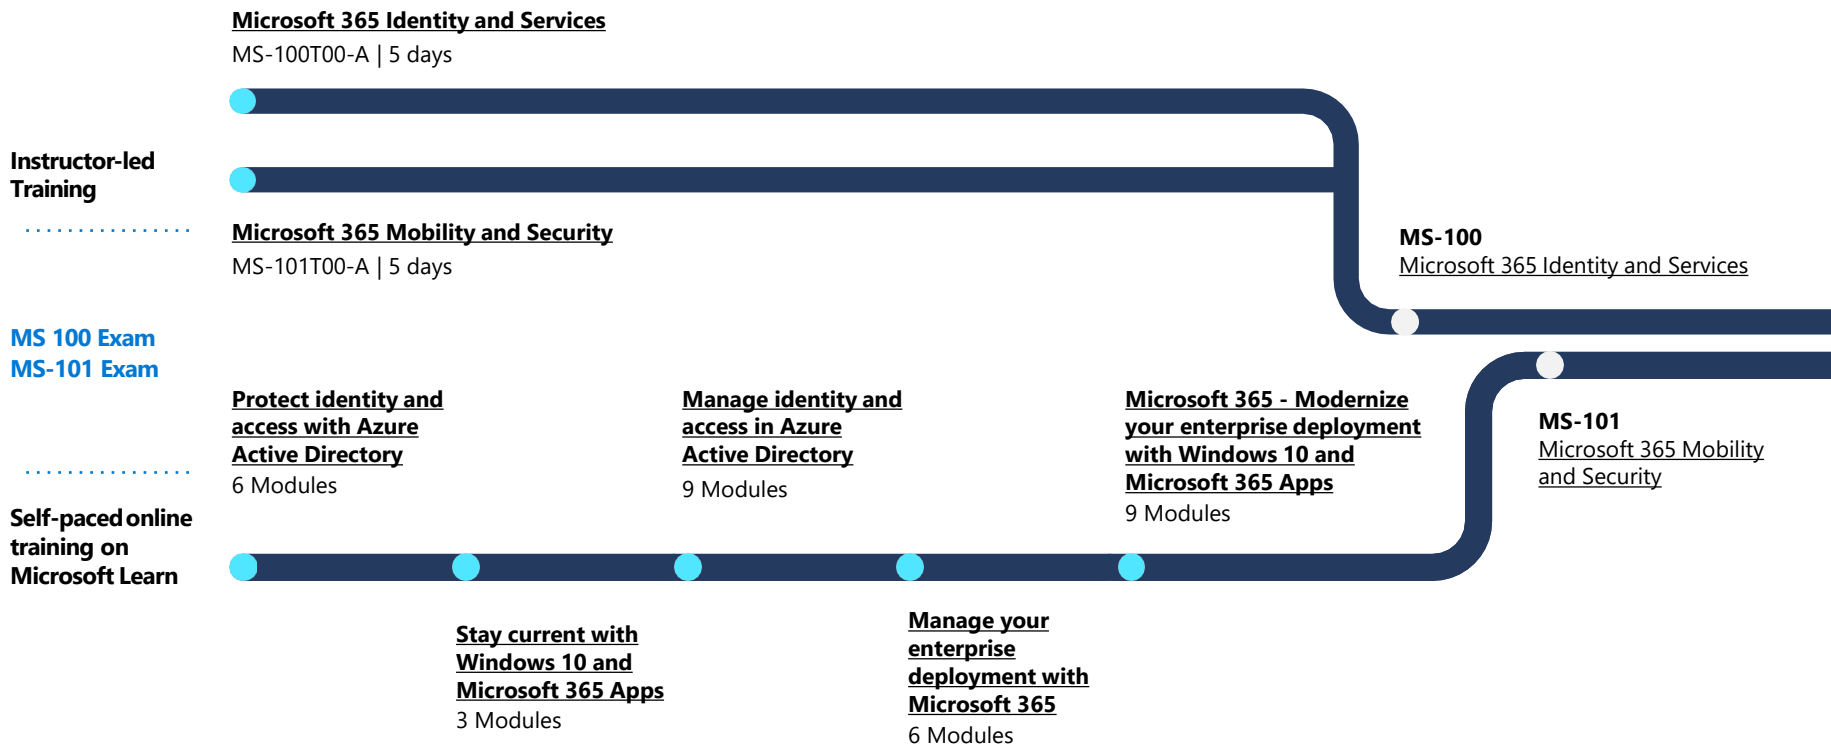 Microsoft 365 Identity and Services
MS-100T00-A | 5 days
Instructor-led
Training
Microsoft 365 Mobility and Security
MS-101T00-A | 5 days
MS-100
Microsoft 365 Identity and Services
MS 100 Exam
MS-101 Exam
Protect identity and
access with Azure
Active Directory
6 Modules
Manage identity and
access in Azure
Active Directory
9 Modules
Microsoft 365 - Modernize
your enterprise deployment
with Windows 10 and
Microsoft 365 Apps
9 Modules
MS-101
Microsoft 365 Mobility
and Security
Self-paced online
training on
Microsoft Learn
Stay current with
Windows 10 and
Microsoft 365 Apps
3 Modules
Manage your
enterprise
deployment with
Microsoft 365
6 Modules